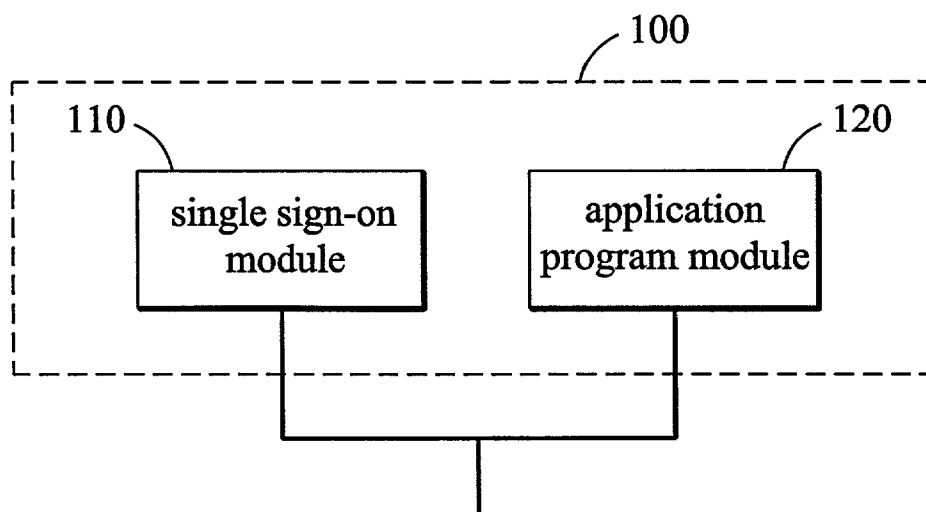 100
110
120
single sign-on
module
application
program module